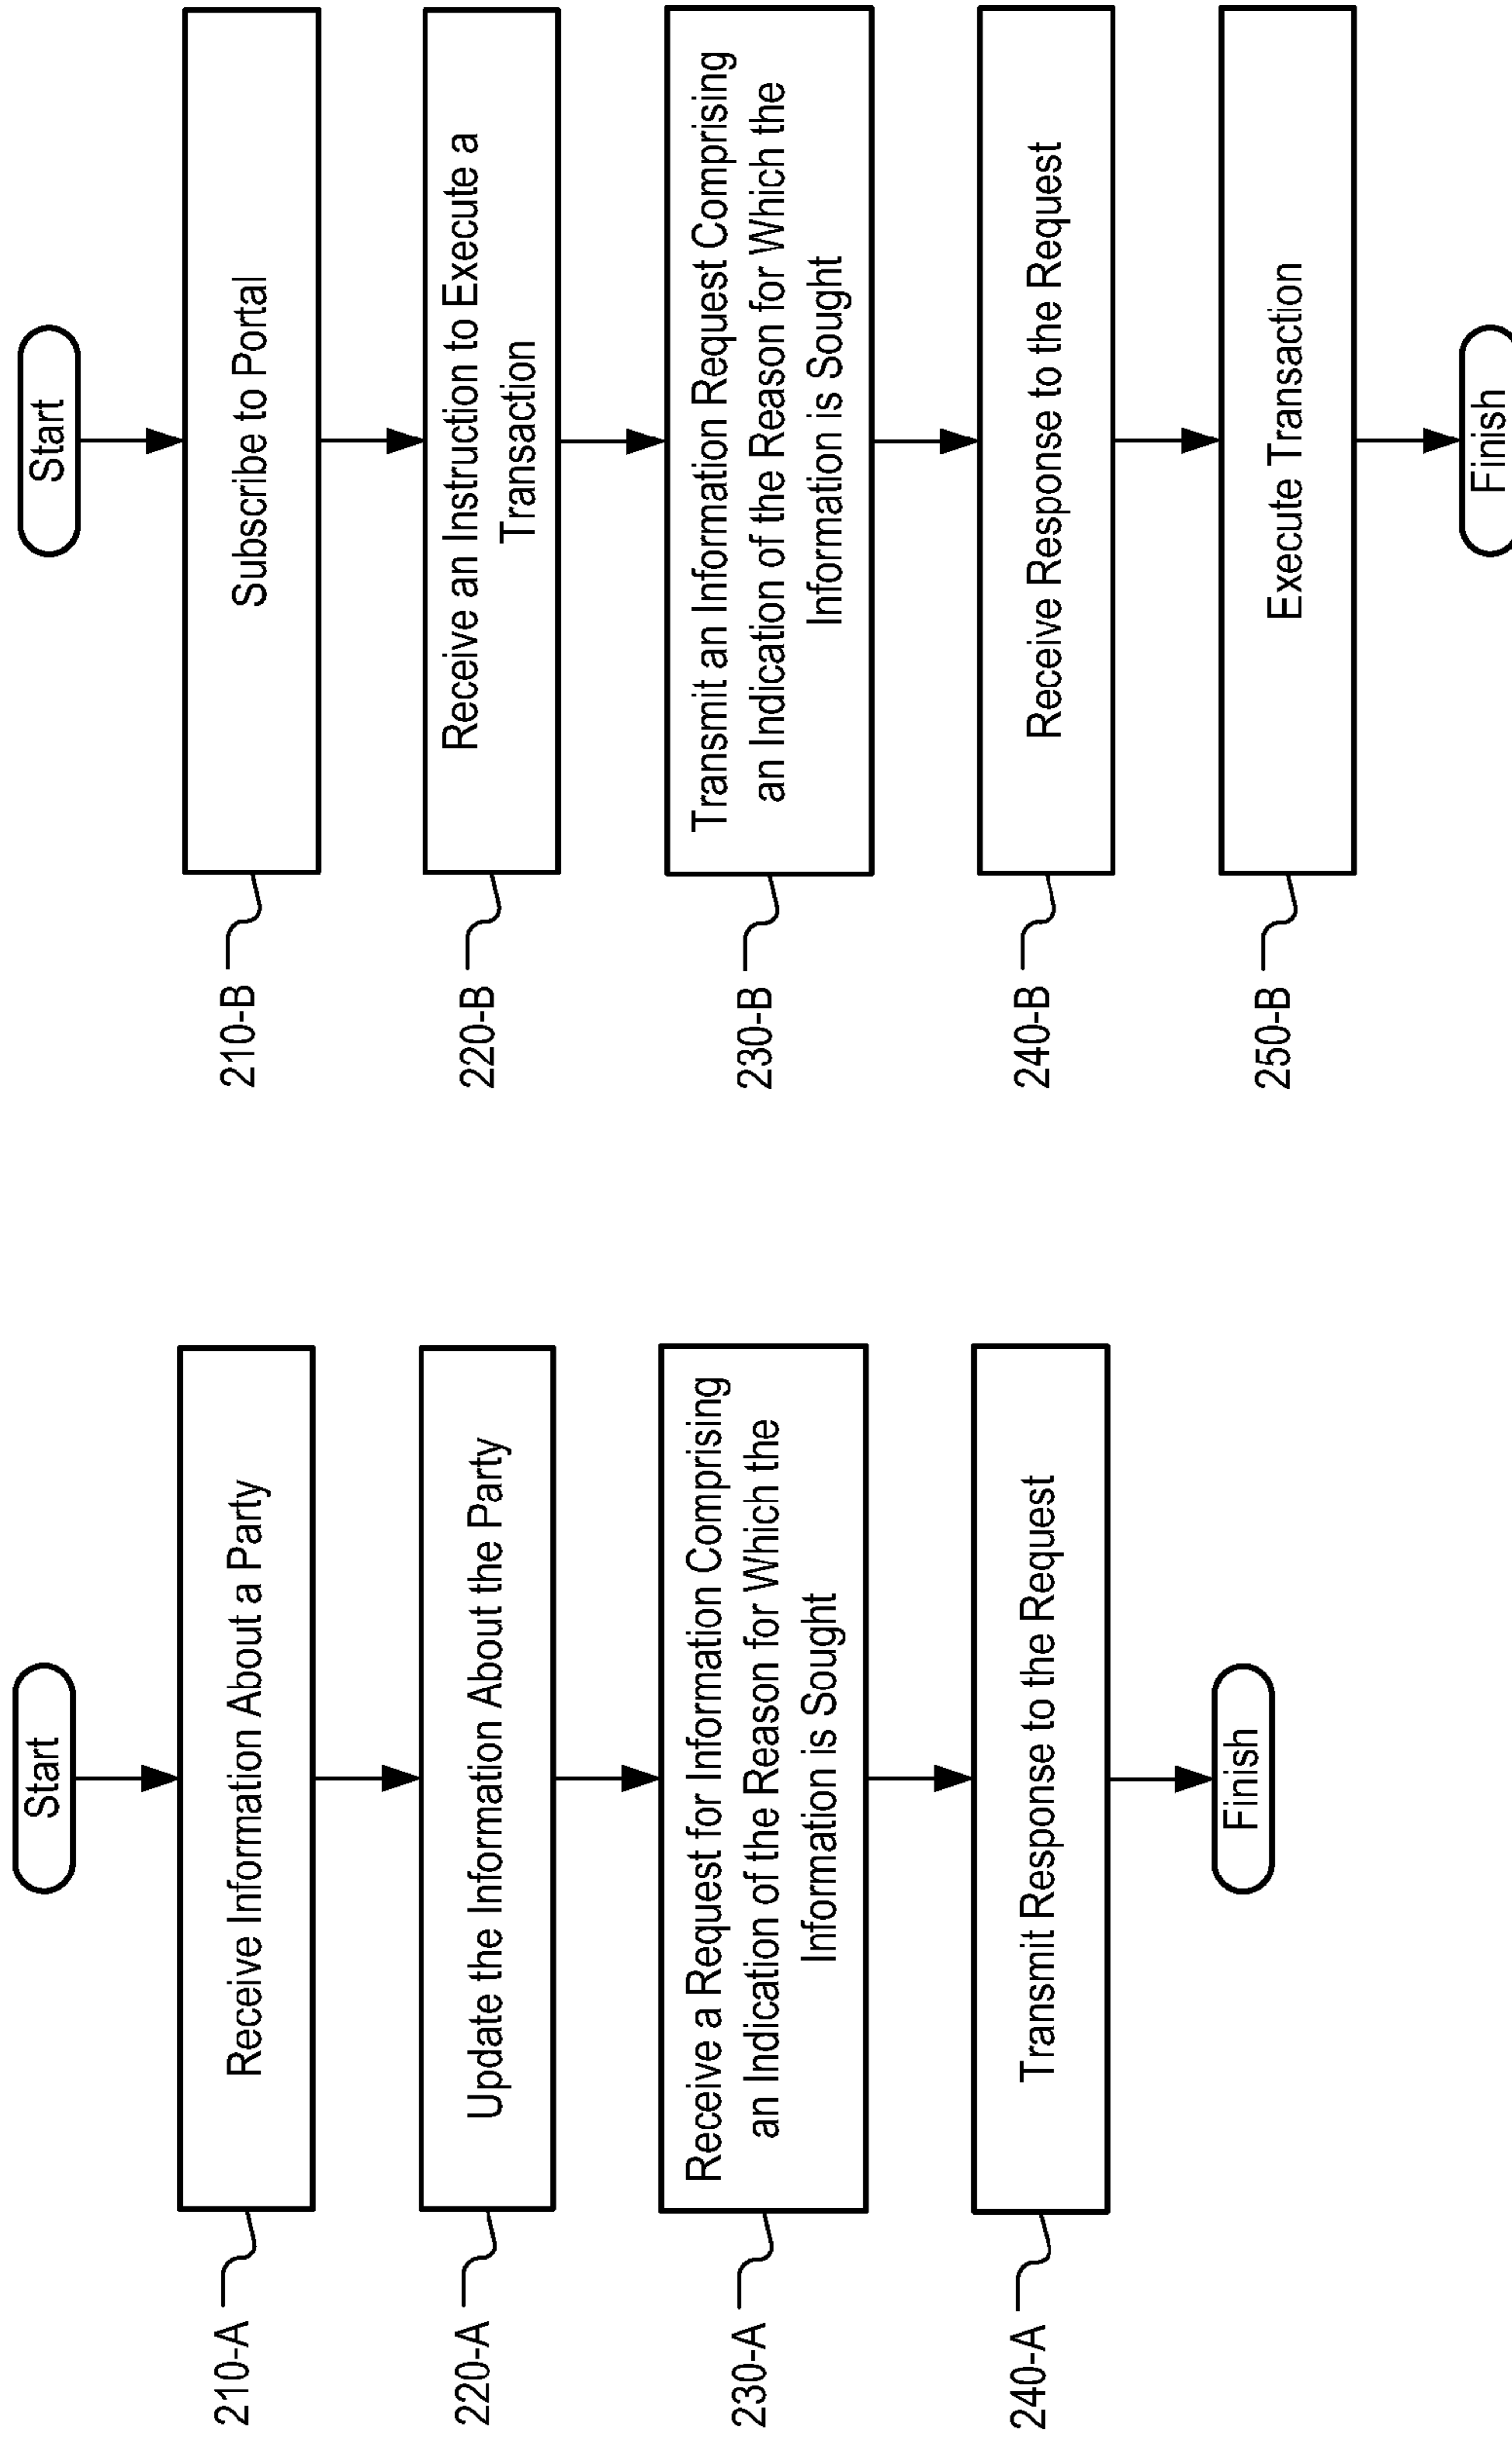 Start
210-A
Receive Information About a Party
220-A
Update the Information About the Party
230-A
Receive a Request for Information Comprising
an Indication of the Reason for Which the
Information is Sought
240-A
Transmit Response to the Request
Finish
Start
210-B
Subscribe to Portal
220-B
Receive an Instruction to Execute a
Transaction
230-B
Transmit an Information Request Comprising
an Indication of the Reason for Which the
Information is Sought
240-B
Receive Response to the Request
250-B
Execute Transaction
Finish